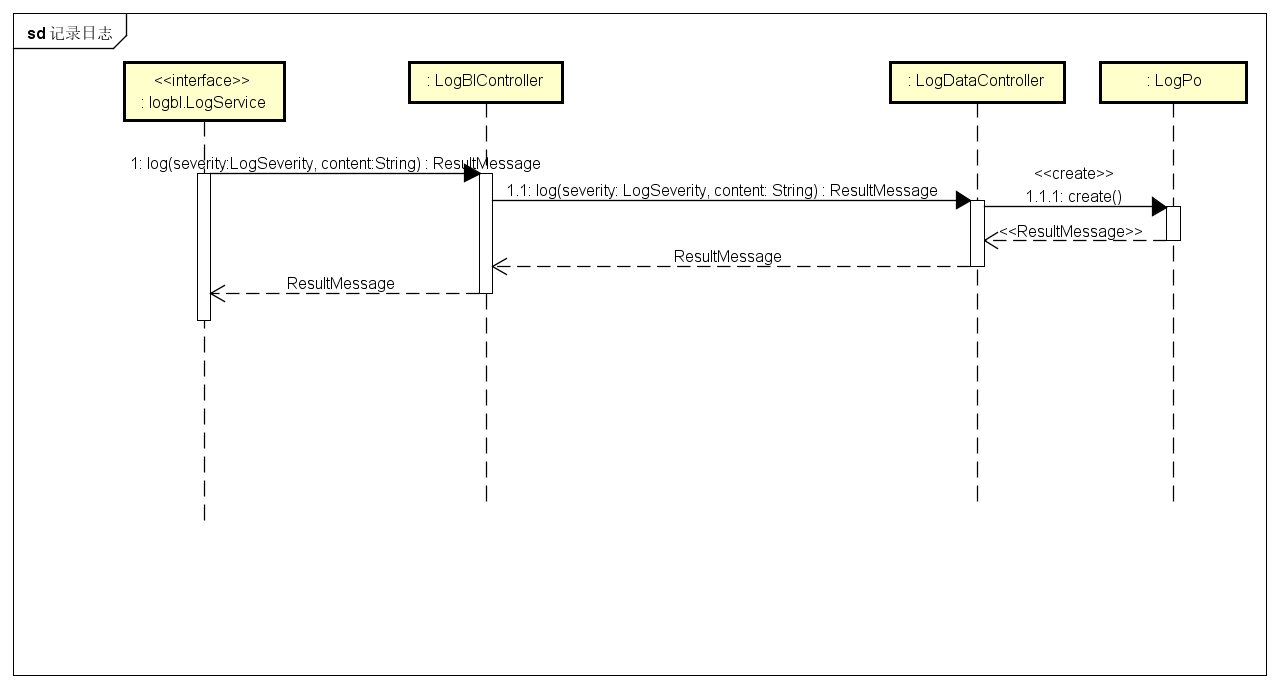 sd 记录日志
<<interface>>
: logbl.LogService
: LogBlController
: LogDataController
: LogPo
1: log(severity:LogSeverity, content:String) : ResultMessage
1.1: log(severity: LogSeverity, content: String) : ResultMessage
<<create>>
1.1.1: create()
<<ResultMessage>>
ResultMessage
ResultMessage